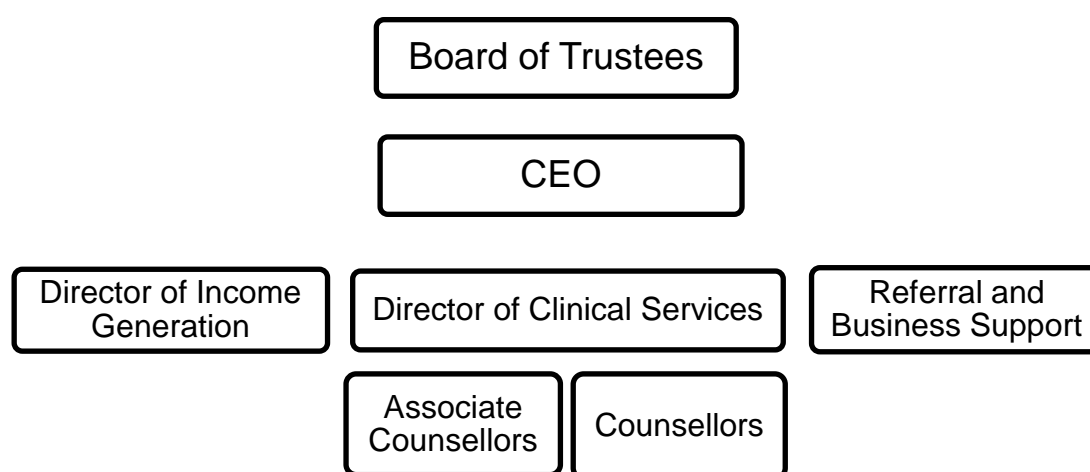 Board of Trustees
CEO
Director of Income
Generation
Director of Clinical Services
Referral and
Business Support
Associate
Counsellors
Counsellors